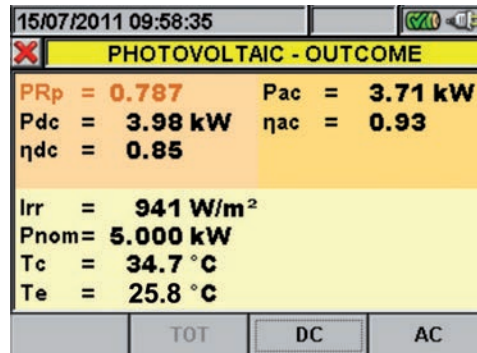 15/07/2011 09:58:35
PHOTOVOLTAIC - OUTCOME
PRp = 0.787 Pac = 3.71 kW
Pdc = 3.98 kW ηac = 0.93
ηdc = 0.85
Irr = 941 W/m²
Pnom= 5.000 kW
Tc = 34.7 °C
Te = 25.8 °C
TOT DC AC